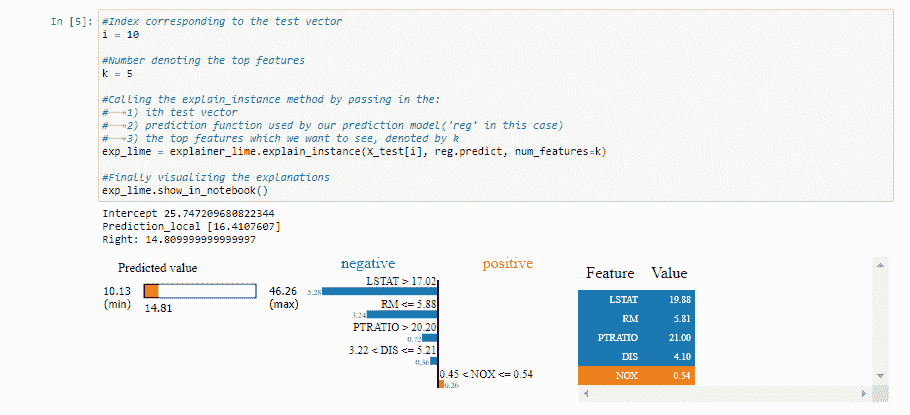 In [5]:
#Index corresponding to the test vector
i = 10
#Number denoting the top features
k = 5
#Calling the explain_instance method by passing in the:
#──→1) ith test vector
#──→2) prediction function used by our prediction model('reg' in this case)
#──→3) the top features which we want to see, denoted by k
exp_lime = explainer_lime.explain_instance(X_test[i], reg.predict, num_features=k)
#Finally visualizing the explanations
exp_lime.show_in_notebook()
Intercept 25.747209680822344
Prediction_local [16.4107607]
Right: 14.809999999999997
Predicted value
10.13
(min)
14.81
46.26
(max)
negative
positive
LSTAT > 17.02
5.28
RM <= 5.88
3.24
PTRATIO > 20.20
0.72
3.22 < DIS <= 5.21
0.36
0.45 < NOX <= 0.54
0.26
Feature Value
LSTAT 19.88
RM 5.81
PTRATIO 21.00
DIS 4.10
NOX 0.54